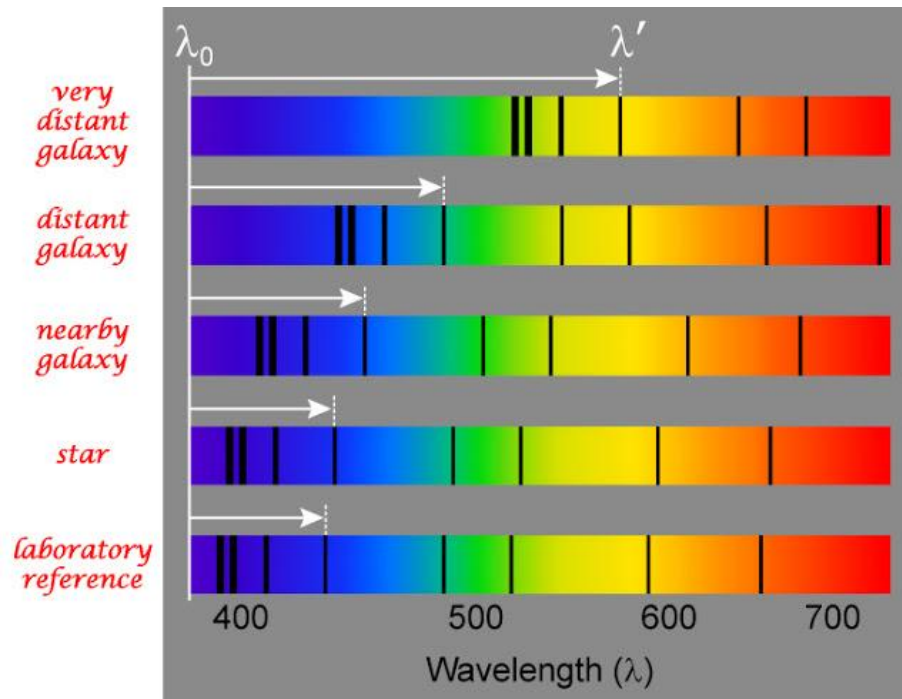 λ₀
λ′
very
distant
galaxy
distant
galaxy
nearby
galaxy
star
laboratory
reference
400 500 600 700
Wavelength (λ)